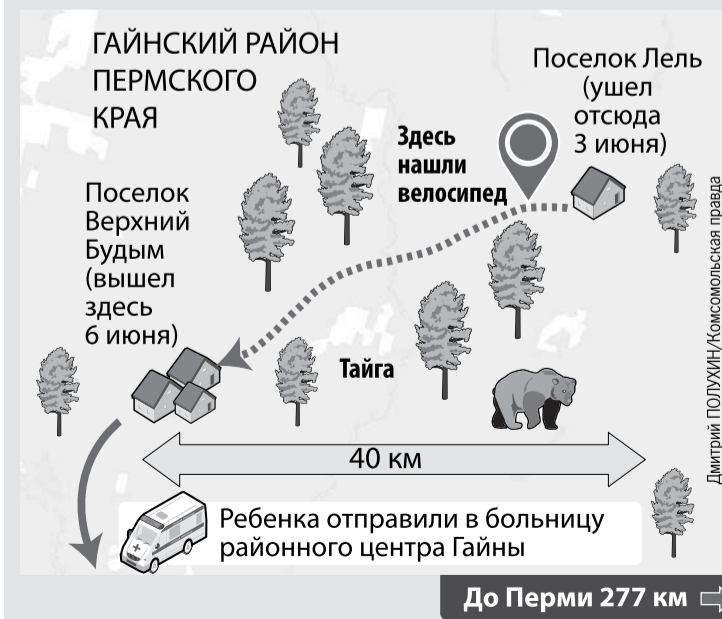 ГАЙНСКИЙ РАЙОН
ПЕРМСКОГО
КРАЯ
Поселок Лель
(ушел
отсюда
3 июня)
Здесь
нашли
велосипед
Поселок
Верхний
Будым
(вышел
здесь
6 июня)
Тайга
40 км
Ребенка отправили в больницу
районного центра Гайны
До Перми 277 км
Дмитрий ПОЛУХИН/Комсомольская правда